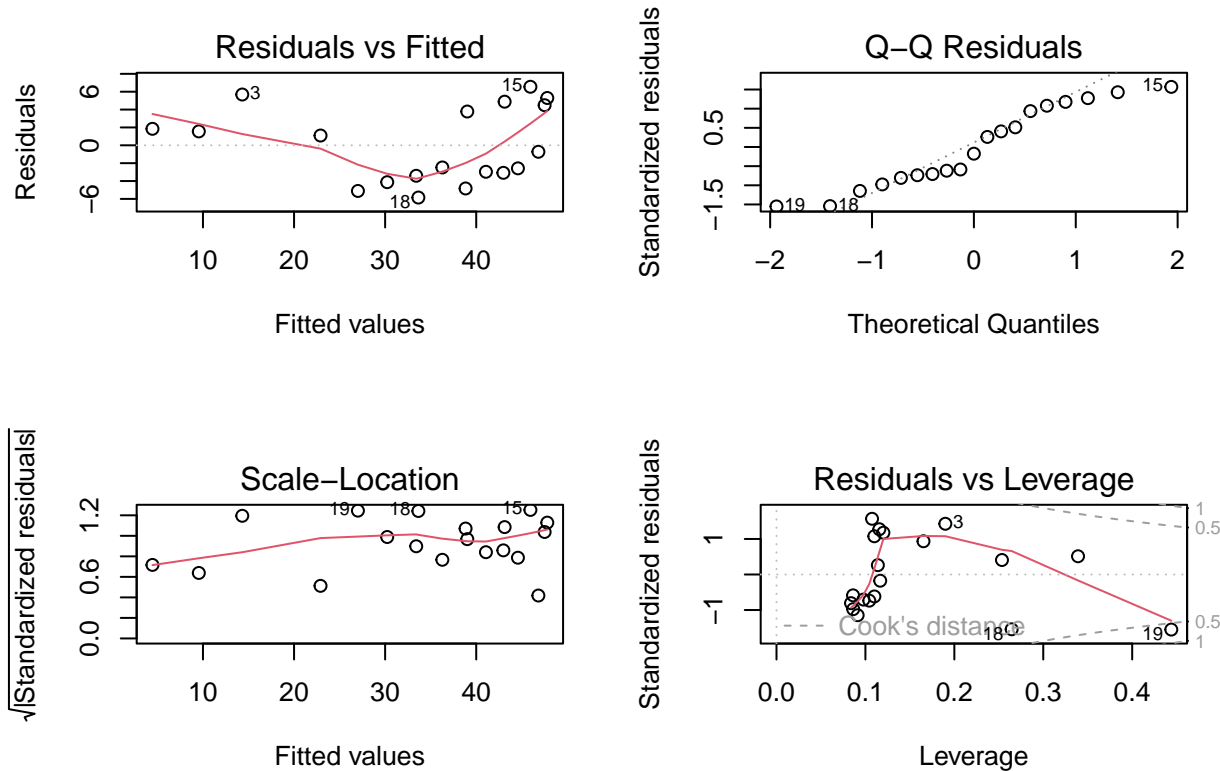 Residuals vs Fitted
Residuals
6
0
−6
3
15
18
10 20 30 40
Fitted values
Q−Q Residuals
Standardized residuals
0.5
−1.5
15
19
18
−2 −1 0 1 2
Theoretical Quantiles
Scale−Location
√|Standardized residuals|
1.2
0.6
0.0
19
18
15
10 20 30 40
Fitted values
Residuals vs Leverage
Standardized residuals
1
−1
3
18
19
Cook's distance
1
0.5
0.5
1
0.0 0.1 0.2 0.3 0.4
Leverage